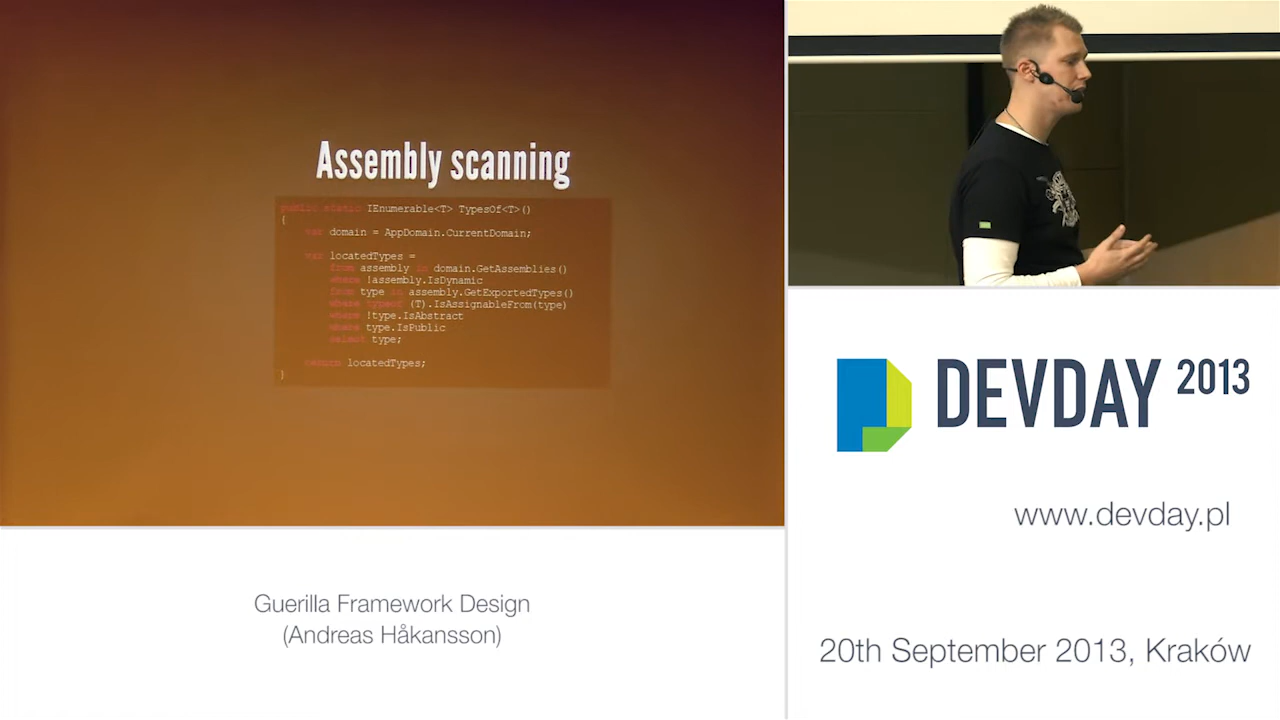 Assembly scanning
public static IEnumerable<T> TypesOf<T>()
{
var domain = AppDomain.CurrentDomain;
var locatedTypes =
from assembly in domain.GetAssemblies()
where !assembly.IsDynamic
from type in assembly.GetExportedTypes()
where typeof (T).IsAssignableFrom(type)
where !type.IsAbstract
where type.IsPublic
select type;
return locatedTypes;
}
DEVDAY 2013
www.devday.pl
Guerilla Framework Design
(Andreas Håkansson)
20th September 2013, Kraków